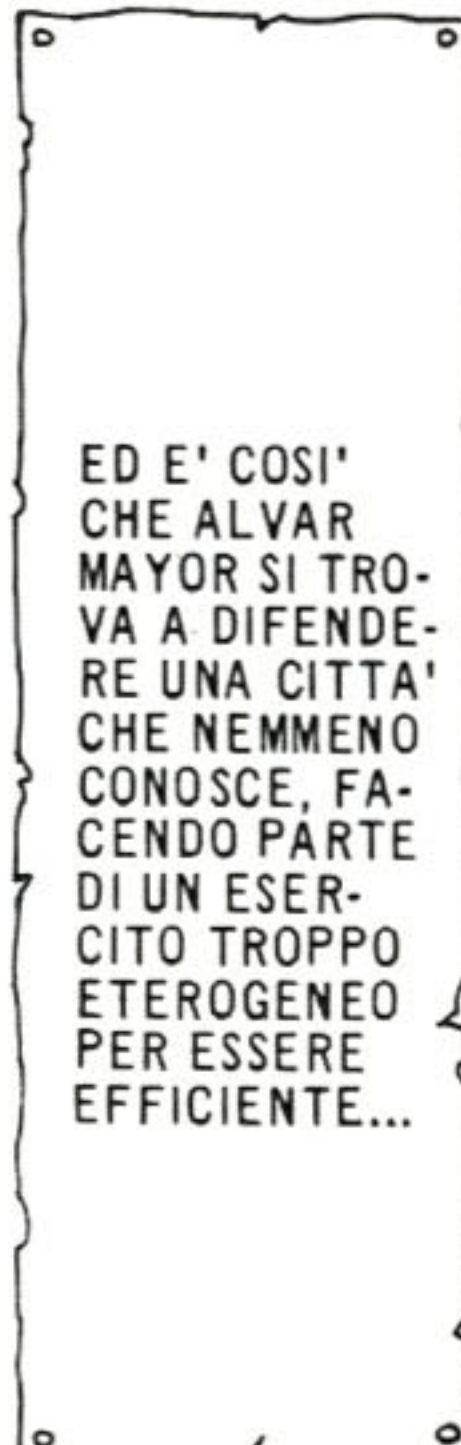 ED E' COSI'
CHE ALVAR
MAYOR SI TRO-
VA A DIFENDE-
RE UNA CITTA'
CHE NEMMENO
CONOSCE, FA-
CENDO PARTE
DI UN ESER-
CITO TROPPO
ETEROGENEO
PER ESSERE
EFFICIENTE...